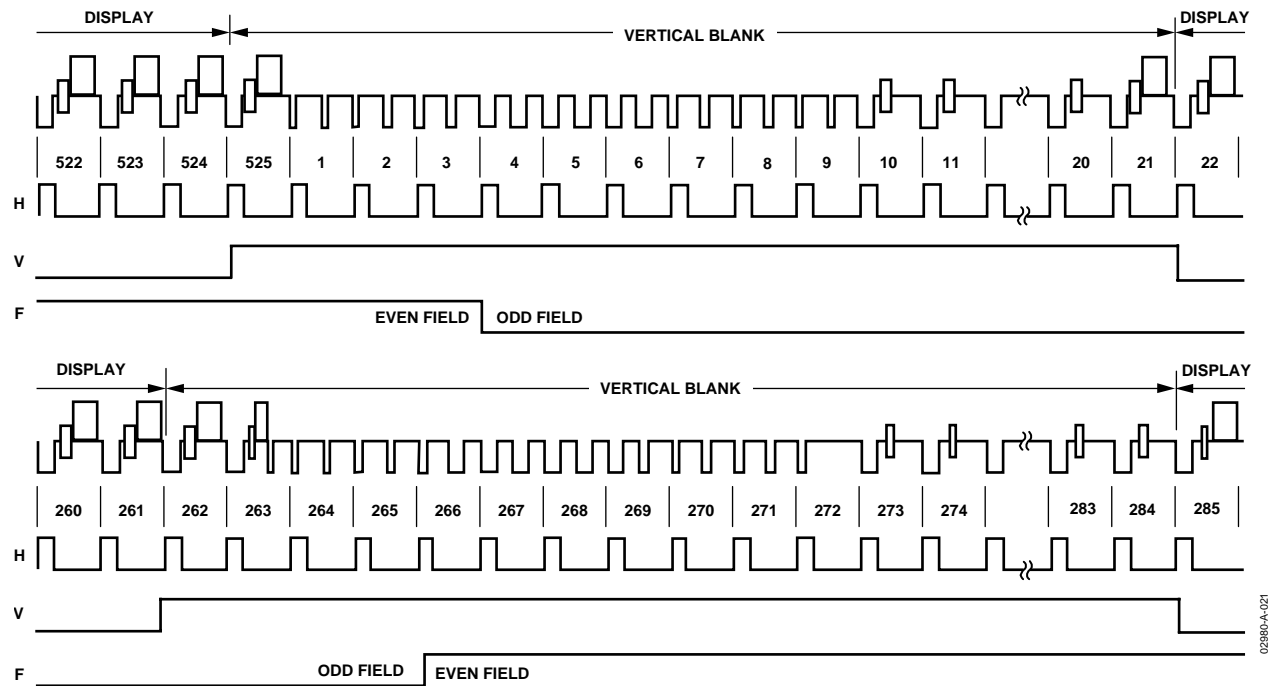 DISPLAY VERTICAL BLANK DISPLAY
522 523 524 525 1 2 3 4 5 6 7 8 9 10 11 20 21 22
H
V
F
EVEN FIELD ODD FIELD
DISPLAY VERTICAL BLANK DISPLAY
260 261 262 263 264 265 266 267 268 269 270 271 272 273 274 283 284 285
H
V
F
ODD FIELD EVEN FIELD
02980-A-021